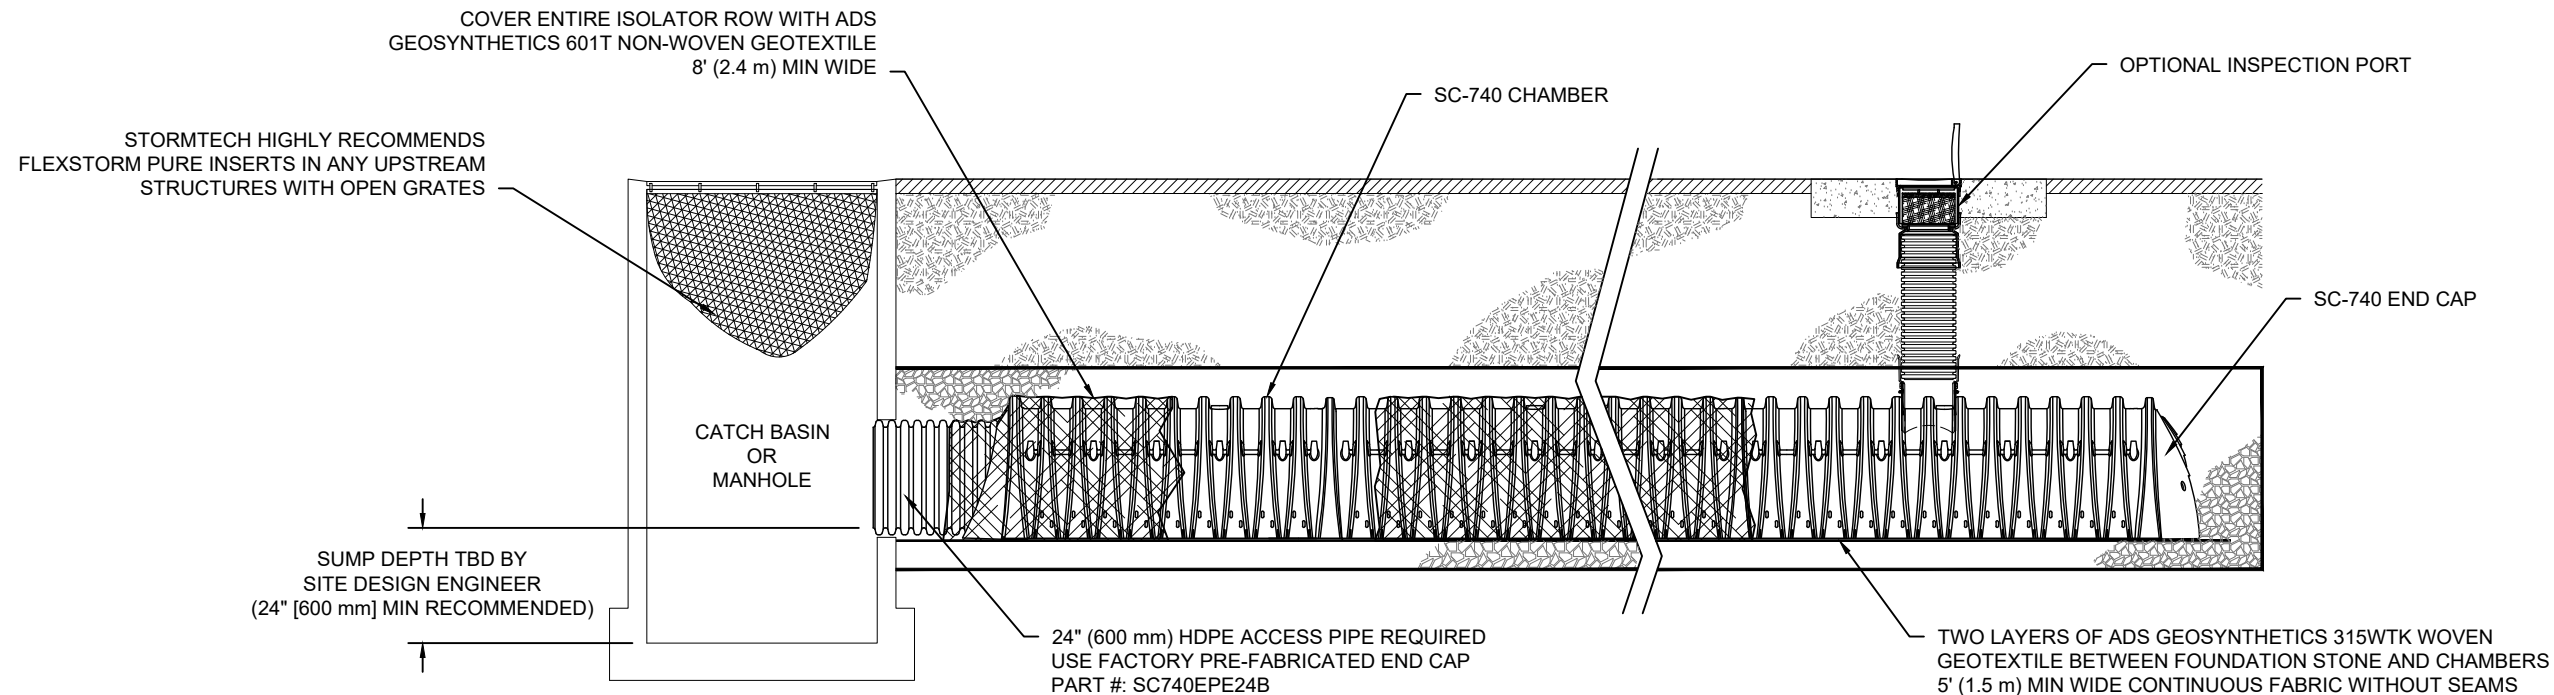 COVER ENTIRE ISOLATOR ROW WITH ADS
GEOSYNTHETICS 601T NON-WOVEN GEOTEXTILE
8' (2.4 m) MIN WIDE
OPTIONAL INSPECTION PORT
SC-740 CHAMBER
STORMTECH HIGHLY RECOMMENDS
FLEXSTORM PURE INSERTS IN ANY UPSTREAM
STRUCTURES WITH OPEN GRATES
SC-740 END CAP
CATCH BASIN
OR
MANHOLE
SUMP DEPTH TBD BY
SITE DESIGN ENGINEER
(24" [600 mm] MIN RECOMMENDED)
24" (600 mm) HDPE ACCESS PIPE REQUIRED
USE FACTORY PRE-FABRICATED END CAP
PART #: SC740EPE24B
TWO LAYERS OF ADS GEOSYNTHETICS 315WTK WOVEN
GEOTEXTILE BETWEEN FOUNDATION STONE AND CHAMBERS
5' (1.5 m) MIN WIDE CONTINUOUS FABRIC WITHOUT SEAMS